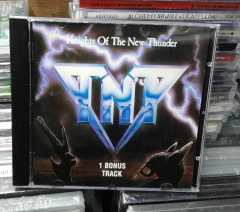 Knights Of The New Thunder
TNT
1 BONUS
TRACK